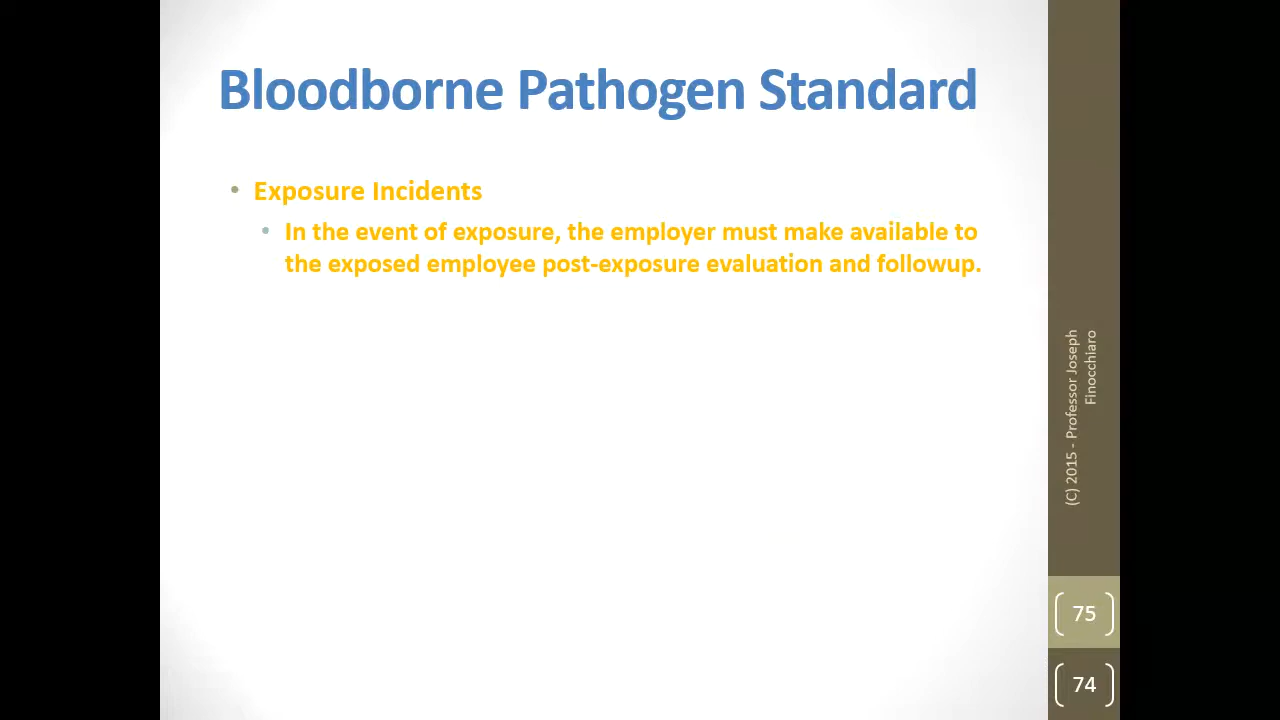 Bloodborne Pathogen Standard
• Exposure Incidents
• In the event of exposure, the employer must make available to
the exposed employee post-exposure evaluation and followup.
(C) 2015 - Professor Joseph
Finocchiaro
75
74